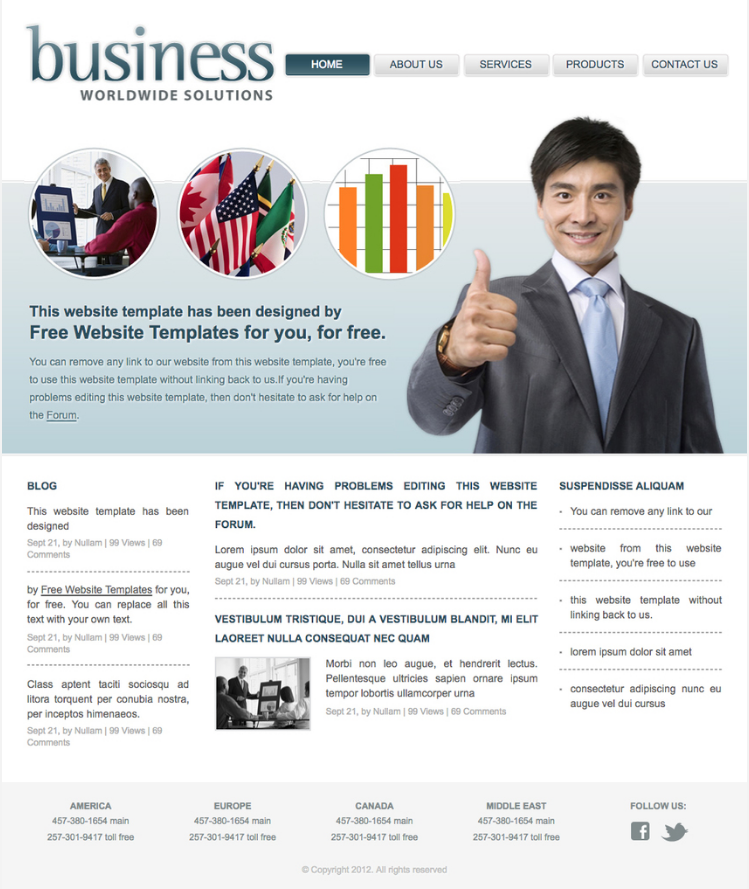 business
WORLDWIDE SOLUTIONS
HOME
ABOUT US
SERVICES
PRODUCTS
CONTACT US
This website template has been designed by
Free Website Templates for you, for free.
You can remove any link to our website from this website template, you're free
to use this website template without linking back to us.If you're having
problems editing this website template, then don't hesitate to ask for help on
the Forum.
BLOG
This website template has been
designed
Sept 21, by Nullam | 99 Views | 69
Comments
by Free Website Templates for you,
for free. You can replace all this
text with your own text.
Sept 21, by Nullam | 99 Views | 69
Comments
Class aptent taciti sociosqu ad
litora torquent per conubia nostra,
per inceptos himenaeos.
Sept 21, by Nullam | 99 Views | 69
Comments
IF YOU'RE HAVING PROBLEMS EDITING THIS WEBSITE
TEMPLATE, THEN DON'T HESITATE TO ASK FOR HELP ON THE
FORUM.
Lorem ipsum dolor sit amet, consectetur adipiscing elit. Nunc eu
augue vel dui cursus porta. Nulla sit amet tellus urna
Sept 21, by Nullam | 99 Views | 69 Comments
VESTIBULUM TRISTIQUE, DUI A VESTIBULUM BLANDIT, MI ELIT
LAOREET NULLA CONSEQUAT NEC QUAM
Morbi non leo augue, et hendrerit lectus.
Pellentesque ultricies sapien ornare ipsum
tempor lobortis ullamcorper urna
Sept 21, by Nullam | 99 Views | 69 Comments
SUSPENDISSE ALIQUAM
You can remove any link to our
website from this website
template, you're free to use
this website template without
linking back to us.
lorem ipsum dolor sit amet
consectetur adipiscing nunc eu
augue vel dui cursus
AMERICA
457-380-1654 main
257-301-9417 toll free
EUROPE
457-380-1654 main
257-301-9417 toll free
CANADA
457-380-1654 main
257-301-9417 toll free
MIDDLE EAST
457-380-1654 main
257-301-9417 toll free
FOLLOW US:
© Copyright 2012. All rights reserved